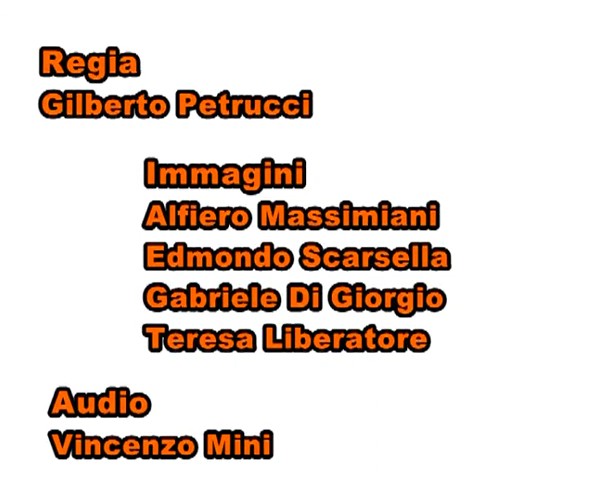 Regia
Gilberto Petrucci
Immagini
Alfiero Massimiani
Edmondo Scarsella
Gabriele Di Giorgio
Teresa Liberatore
Audio
Vincenzo Mini